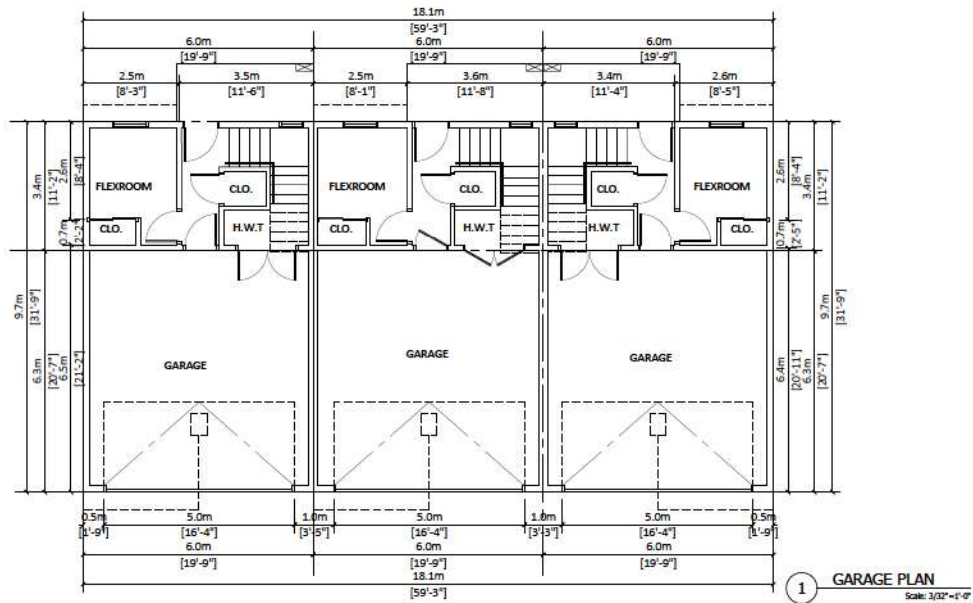 18.1m
[59'-3"]
6.0m
[19'-9"]
6.0m
[19'-9"]
6.0m
[19'-9"]
2.5m
[8'-3"]
3.5m
[11'-6"]
2.5m
[8'-1"]
3.6m
[11'-8"]
3.4m
[11'-4"]
2.6m
[8'-5"]
9.7m
[31'-9"]
3.4m
[11'-2"]
2.6m
[8'-4"]
0.7m
[2'-2"]
6.3m
[20'-7"]
6.5m
[21'-2"]
FLEXROOM
CLO.
CLO.
H.W.T
GARAGE
FLEXROOM
CLO.
CLO.
H.W.T
GARAGE
FLEXROOM
CLO.
CLO.
H.W.T
GARAGE
2.6m
[8'-4"]
3.4m
[11'-2"]
0.7m
[2'-5"]
6.4m
[20'-11"]
6.3m
[20'-7"]
9.7m
[31'-9"]
0.5m
[1'-9"]
5.0m
[16'-4"]
1.0m
[3'-5"]
5.0m
[16'-4"]
1.0m
[3'-3"]
5.0m
[16'-4"]
0.5m
[1'-9"]
6.0m
[19'-9"]
6.0m
[19'-9"]
6.0m
[19'-9"]
18.1m
[59'-3"]
1 GARAGE PLAN
Scale: 3/32"=1'-0"